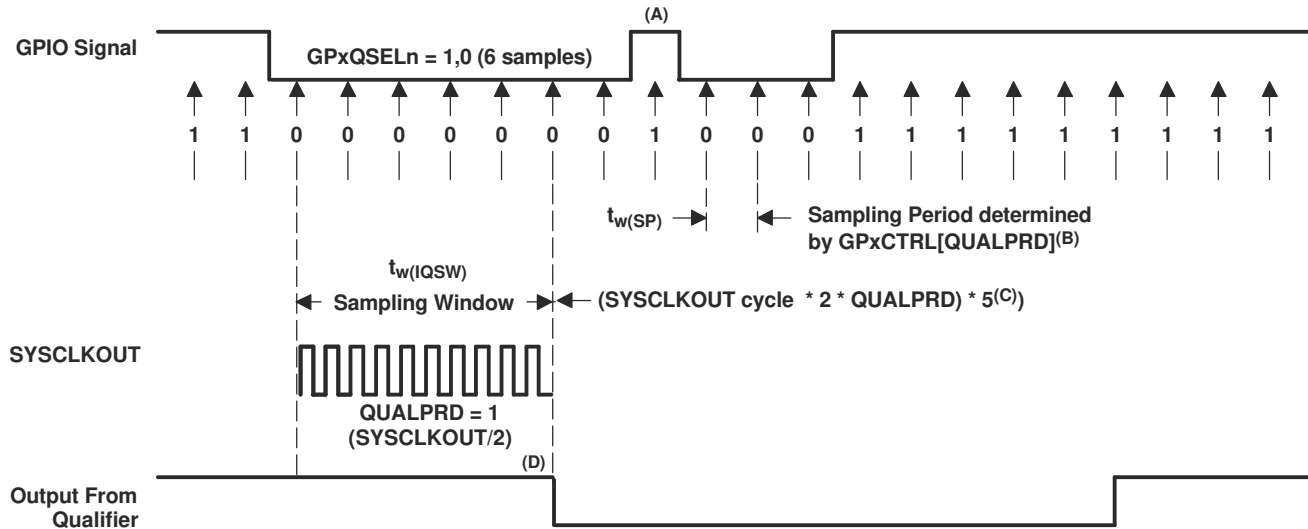 (A)
GPIO Signal
GPxQSELn = 1,0 (6 samples)
1 1 0 0 0 0 0 0 0 1 0 0 0 1 1 1 1 1 1 1 1 1
tw(SP)
Sampling Period determined
by GPxCTRL[QUALPRD](B)
tw(IQSW)
Sampling Window
(SYSCLKOUT cycle * 2 * QUALPRD) * 5(C))
SYSCLKOUT
QUALPRD = 1
(SYSCLKOUT/2)
(D)
Output From
Qualifier